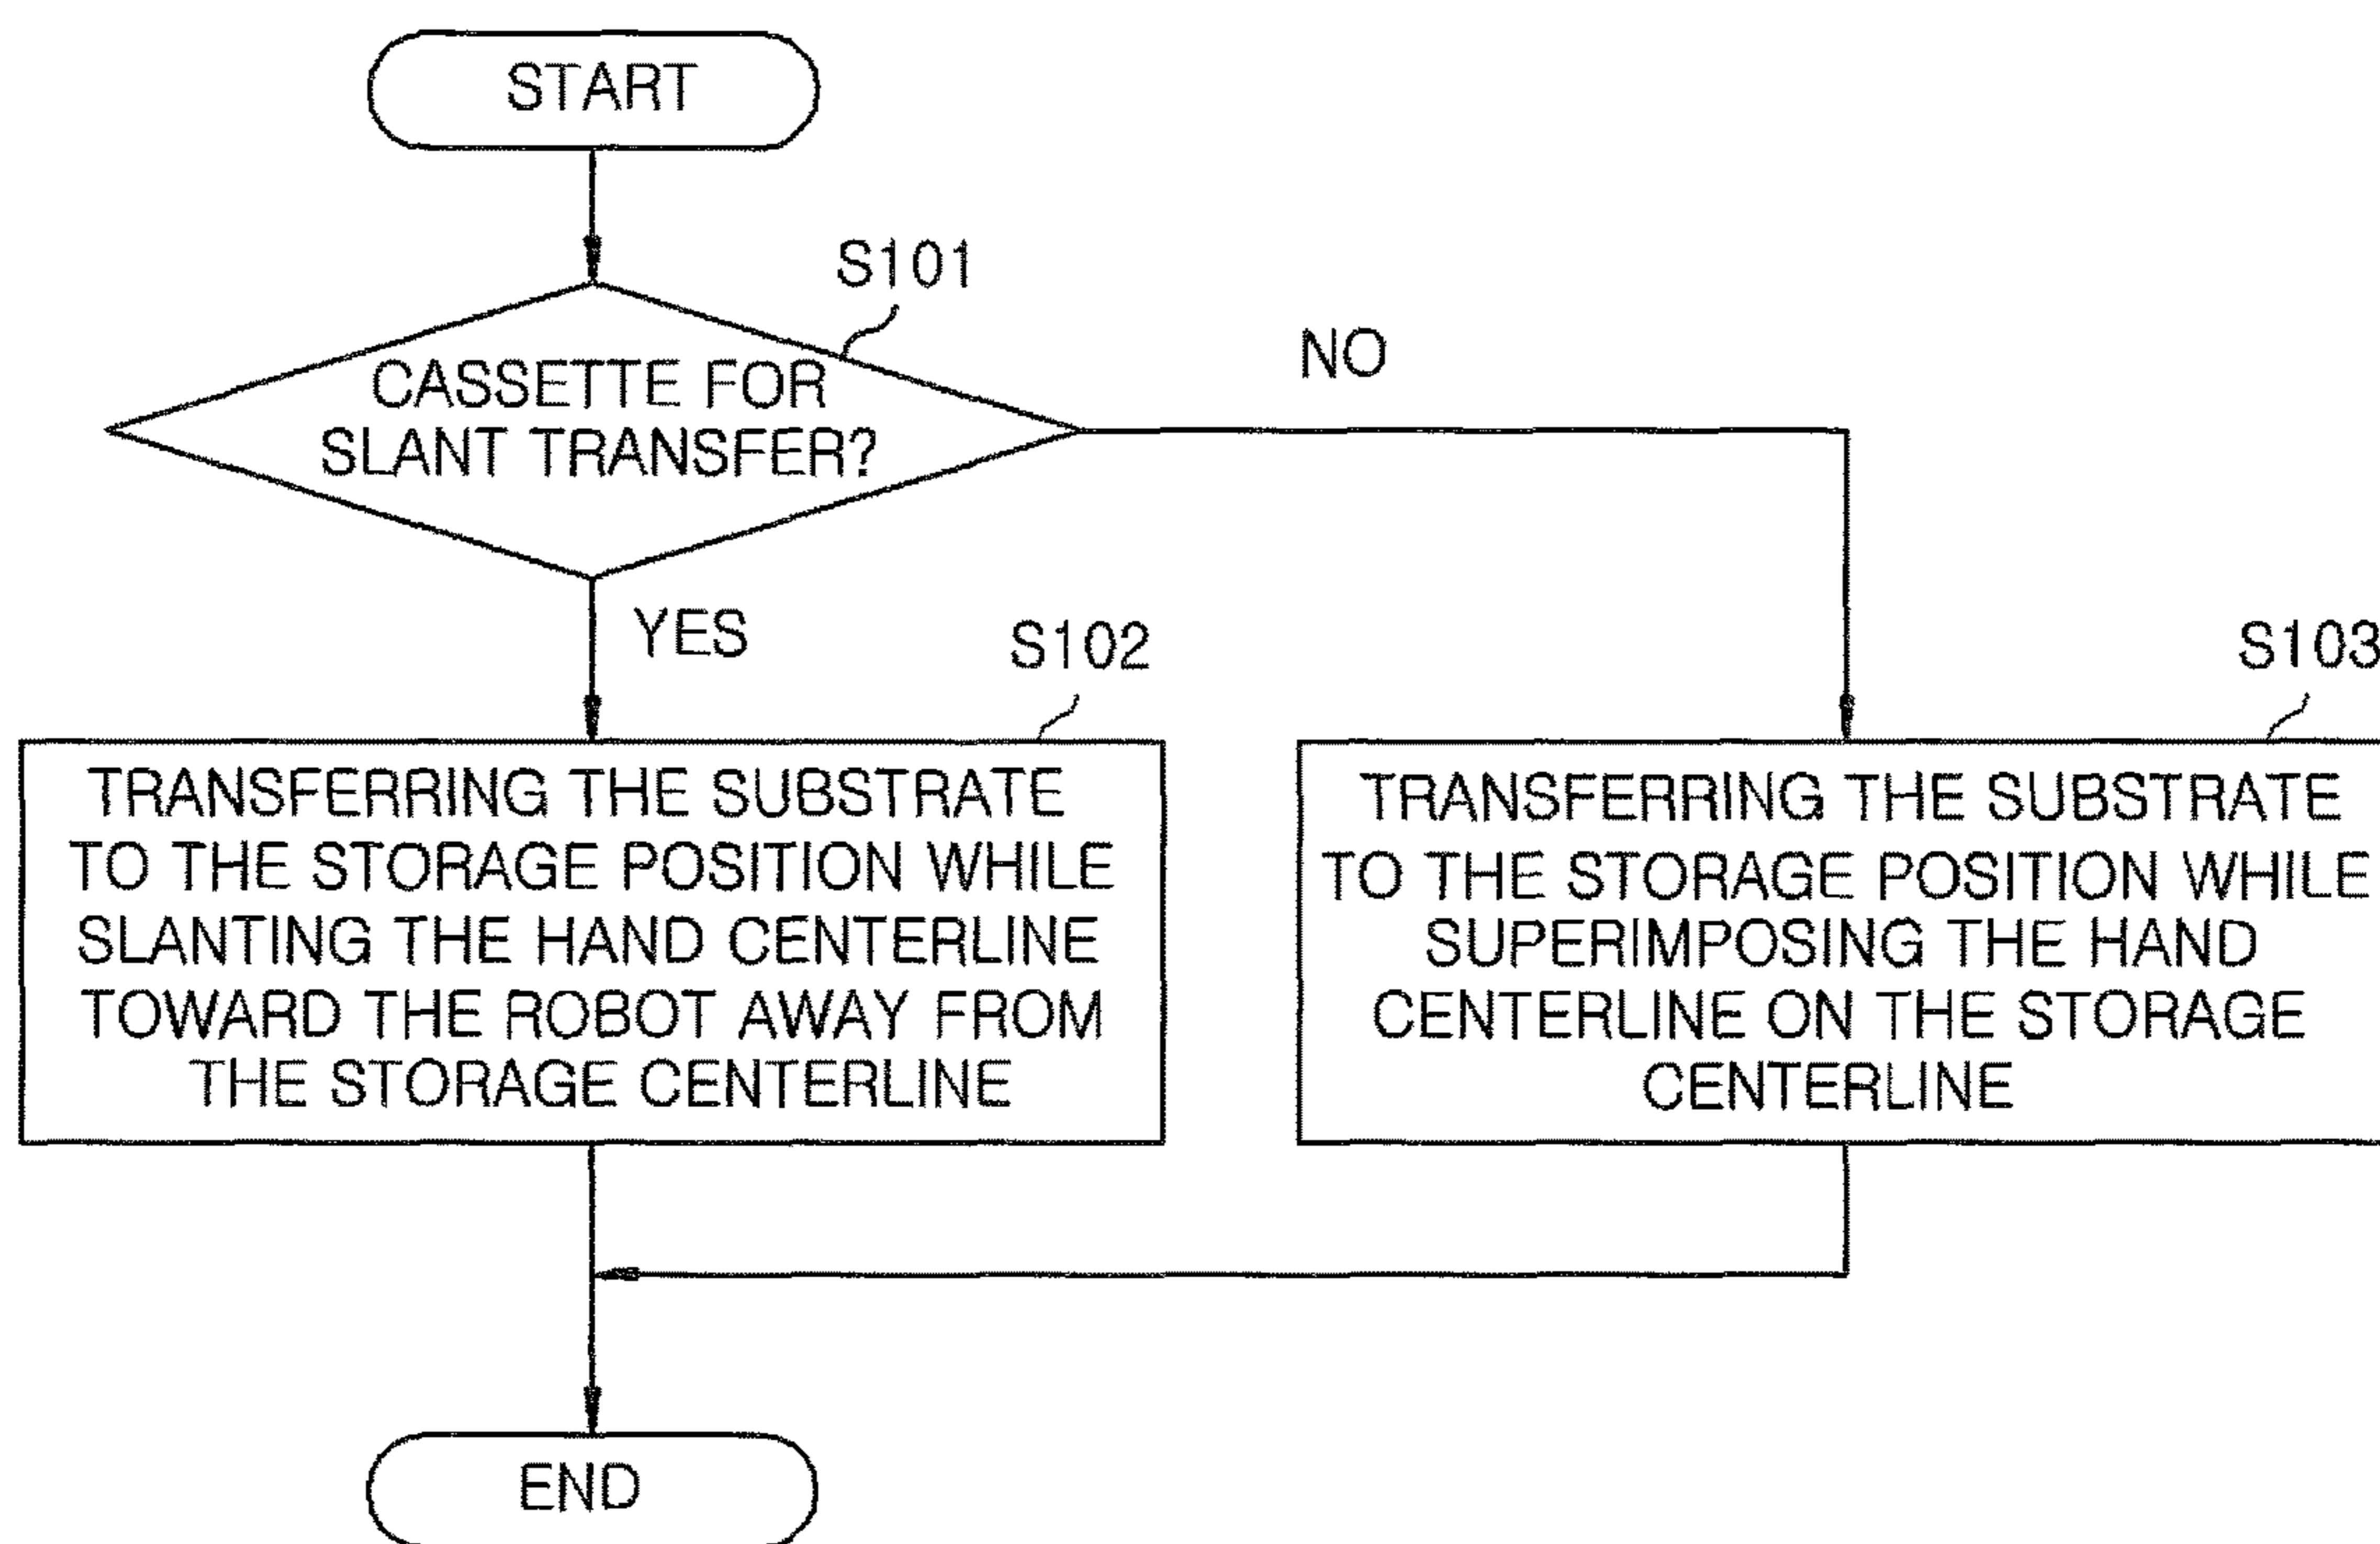 START
S101
CASSETTE FOR
SLANT TRANSFER?
NO
YES
S102
TRANSFERRING THE SUBSTRATE
TO THE STORAGE POSITION WHILE
SLANTING THE HAND CENTERLINE
TOWARD THE ROBOT AWAY FROM
THE STORAGE CENTERLINE
S103
TRANSFERRING THE SUBSTRATE
TO THE STORAGE POSITION WHILE
SUPERIMPOSING THE HAND
CENTERLINE ON THE STORAGE
CENTERLINE
END